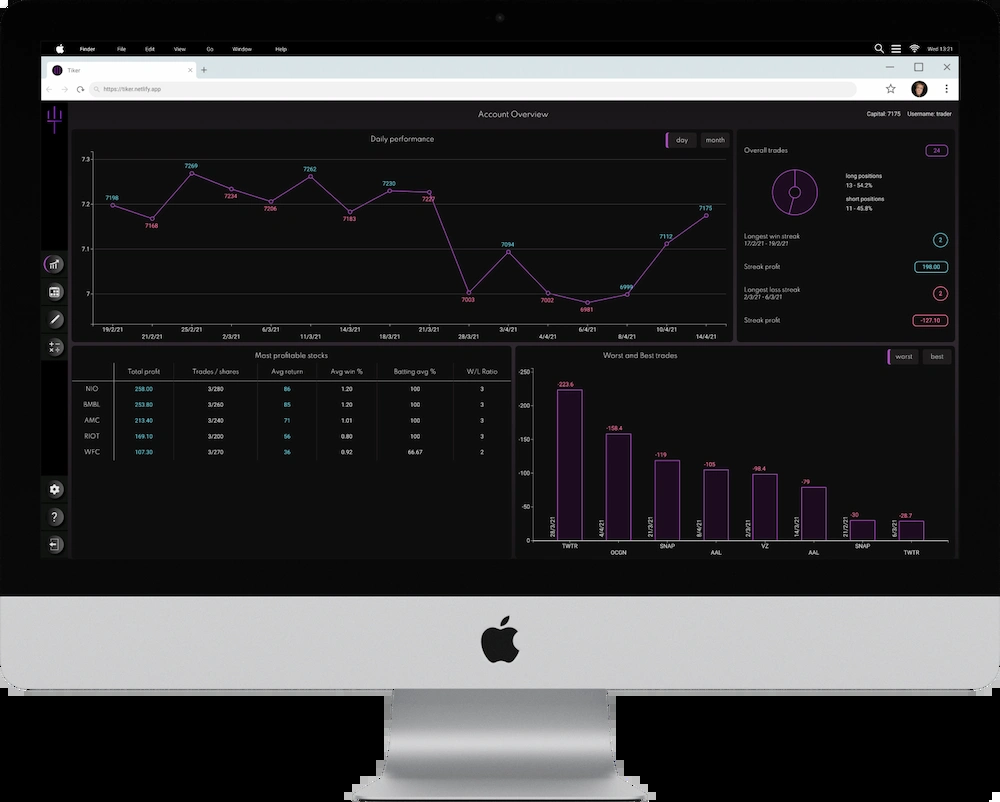 Finder File Edit View Go Window Help Wed 13:21
Tiker
https://tiker.netlify.app
Account Overview Capital: 7175 Username: trader
Daily performance day month
7.3
7.2
7.1
7
7198 7168 7269 7234 7206 7262 7183 7230 7227 7003 7094 7002 6981 6999 7112 7175
19/2/21 25/2/21 6/3/21 14/3/21 21/3/21 3/4/21 6/4/21 10/4/21
21/2/21 2/3/21 11/3/21 18/3/21 28/3/21 4/4/21 8/4/21 14/4/21
Overall trades 24
long positions
13 - 54.2%
short positions
11 - 45.8%
Longest win streak 2
17/2/21 - 19/2/21
Streak profit 198.00
Longest loss streak 2
2/3/21 - 6/3/21
Streak profit -127.10
Most profitable stocks
Total profit Trades / shares Avg return Avg win % Batting avg % W/L Ratio
NIO 258.00 3/280 86 1.20 100 3
BMBL 253.80 3/260 85 1.20 100 3
AMC 213.40 3/240 71 1.01 100 3
RIOT 169.10 3/200 56 0.80 100 3
WFC 107.30 3/270 36 0.92 66.67 2
Worst and Best trades worst best
-250
-200
-150
-100
-50
0
-223.6 -158.4 -119 -105 -98.4 -79 -30 -28.7
28/3/21 4/4/21 21/3/21 8/4/21 2/3/21 14/3/21 21/2/21 6/3/21
TWTR OCGN SNAP AAL VZ AAL SNAP TWTR